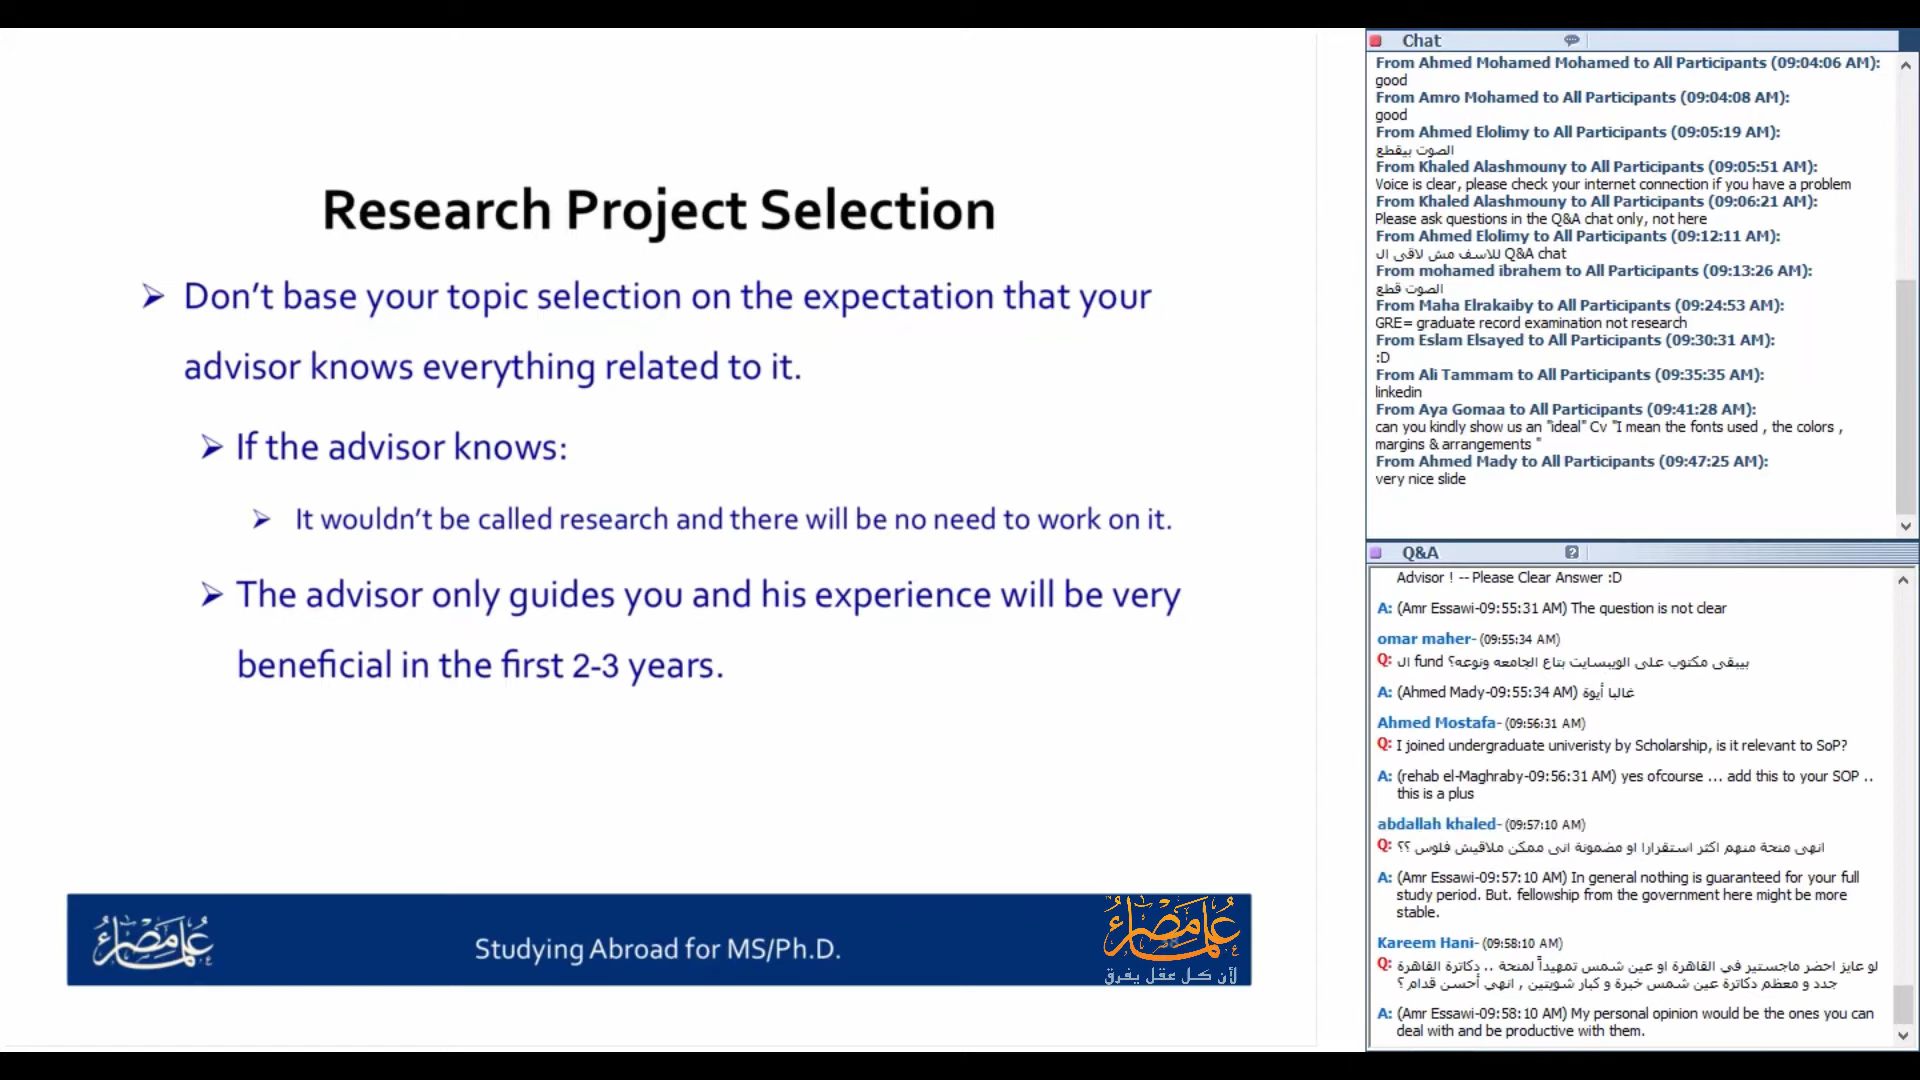 Research Project Selection
Don't base your topic selection on the expectation that your
advisor knows everything related to it.
If the advisor knows:
It wouldn't be called research and there will be no need to work on it.
The advisor only guides you and his experience will be very
beneficial in the first 2-3 years.
علماء مصر
Studying Abroad for MS/Ph.D.
علماء مصر
لأن كل عقل يفرق
Chat
From Ahmed Mohamed Mohamed to All Participants (09:04:06 AM):
good
From Amro Mohamed to All Participants (09:04:08 AM):
good
From Ahmed Elolimy to All Participants (09:05:19 AM):
الصوت بيقطع
From Khaled Alashmouny to All Participants (09:05:51 AM):
Voice is clear, please check your internet connection if you have a problem
From Khaled Alashmouny to All Participants (09:06:21 AM):
Please ask questions in the Q&A chat only, not here
From Ahmed Elolimy to All Participants (09:12:11 AM):
للاسف مش لاقى ال Q&A chat
From mohamed ibrahem to All Participants (09:13:26 AM):
الصوت قطع
From Maha Elrakaiby to All Participants (09:24:53 AM):
GRE= graduate record examination not research
From Eslam Elsayed to All Participants (09:30:31 AM):
:D
From Ali Tammam to All Participants (09:35:35 AM):
linkedin
From Aya Gomaa to All Participants (09:41:28 AM):
can you kindly show us an "ideal" Cv "I mean the fonts used , the colors ,
margins & arrangements "
From Ahmed Mady to All Participants (09:47:25 AM):
very nice slide
Q&A
Advisor ! -- Please Clear Answer :D
A: (Amr Essawi-09:55:31 AM) The question is not clear
omar maher- (09:55:34 AM)
Q: ال fund بيبقى مكتوب على الويبسايت بتاع الجامعه ونوعه؟
A: (Ahmed Mady-09:55:34 AM) غالبا أيوة
Ahmed Mostafa- (09:56:31 AM)
Q: I joined undergraduate univeristy by Scholarship, is it relevant to SoP?
A: (rehab el-Maghraby-09:56:31 AM) yes ofcourse ... add this to your SOP ..
this is a plus
abdallah khaled- (09:57:10 AM)
Q: انهى منحة منهم اكثر استقرارا او مضمونة انى ممكن ملاقيش فلوس ؟؟
A: (Amr Essawi-09:57:10 AM) In general nothing is guaranteed for your full
study period. But. fellowship from the government here might be more
stable.
Kareem Hani- (09:58:10 AM)
Q: لو عايز احضر ماجستير في القاهرة او عين شمس تمهيداً لمنحة .. دكاترة القاهرة
جدد و معظم دكاترة عين شمس خبرة و كبار شويتين , انهي أحسن قدام ؟
A: (Amr Essawi-09:58:10 AM) My personal opinion would be the ones you can
deal with and be productive with them.